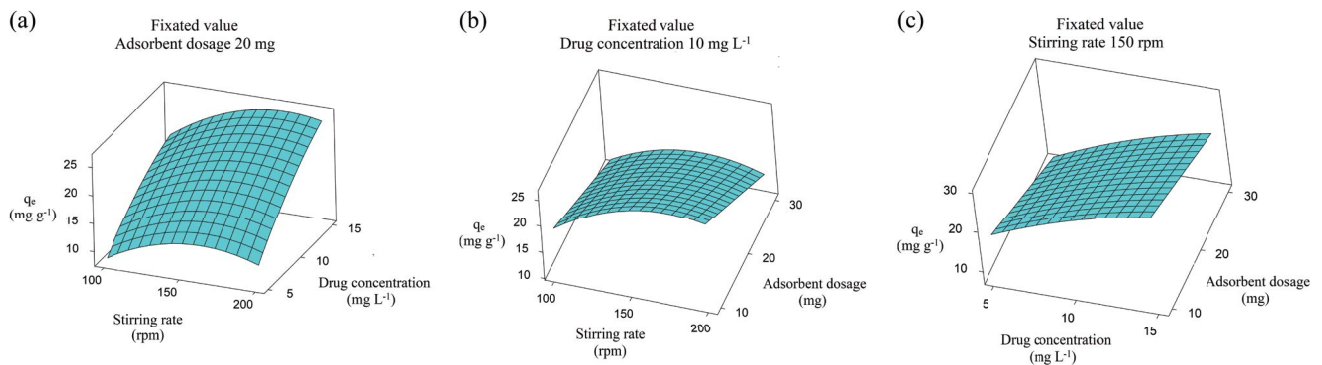 (a)
Fixated value
Adsorbent dosage 20 mg
25
20
15
10
qe
(mg g-1)
100
150
200
Stirring rate
(rpm)
5
10
15
Drug concentration
(mg L-1)
(b)
Fixated value
Drug concentration 10 mg L-1
25
20
15
10
qe
(mg g-1)
100
150
200
Stirring rate
(rpm)
10
20
30
Adsorbent dosage
(mg)
(c)
Fixated value
Stirring rate 150 rpm
30
20
10
qe
(mg g-1)
5
10
15
Drug concentration
(mg L-1)
10
20
30
Adsorbent dosage
(mg)